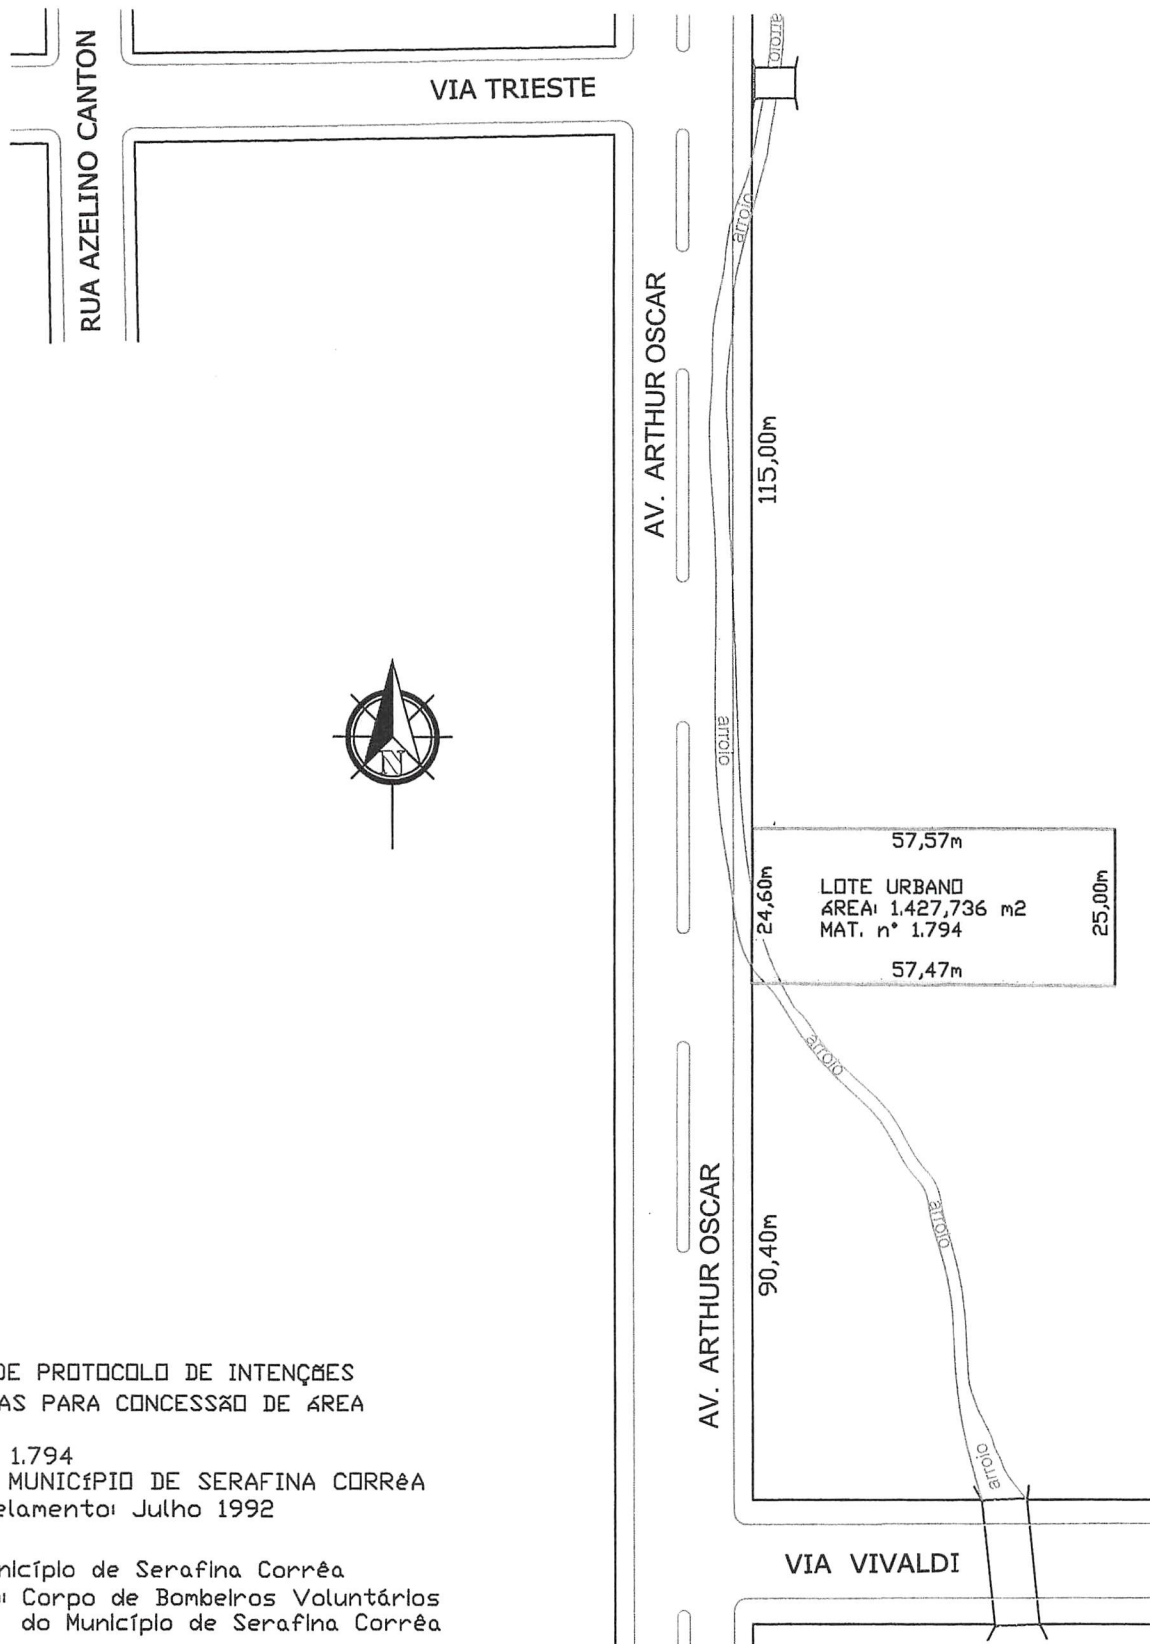 arroio
RUA AZELINO CANTON
VIA TRIESTE
arroio
AV. ARTHUR OSCAR
115,00m
arroio
N
57,57m
24,60m
LOTE URBANO
ÁREA: 1.427,736 m2
MAT. nº 1.794
25,00m
57,47m
arroio
arroio
AV. ARTHUR OSCAR
90,40m
DE PROTOCOLO DE INTENÇÕES
AS PARA CONCESSÃO DE ÁREA
1.794
MUNICÍPIO DE SERAFINA CORRÊA
elamento: Julho 1992
arroio
nicípio de Serafina Corrêa
: Corpo de Bombeiros Voluntários
do Município de Serafina Corrêa
VIA VIVALDI